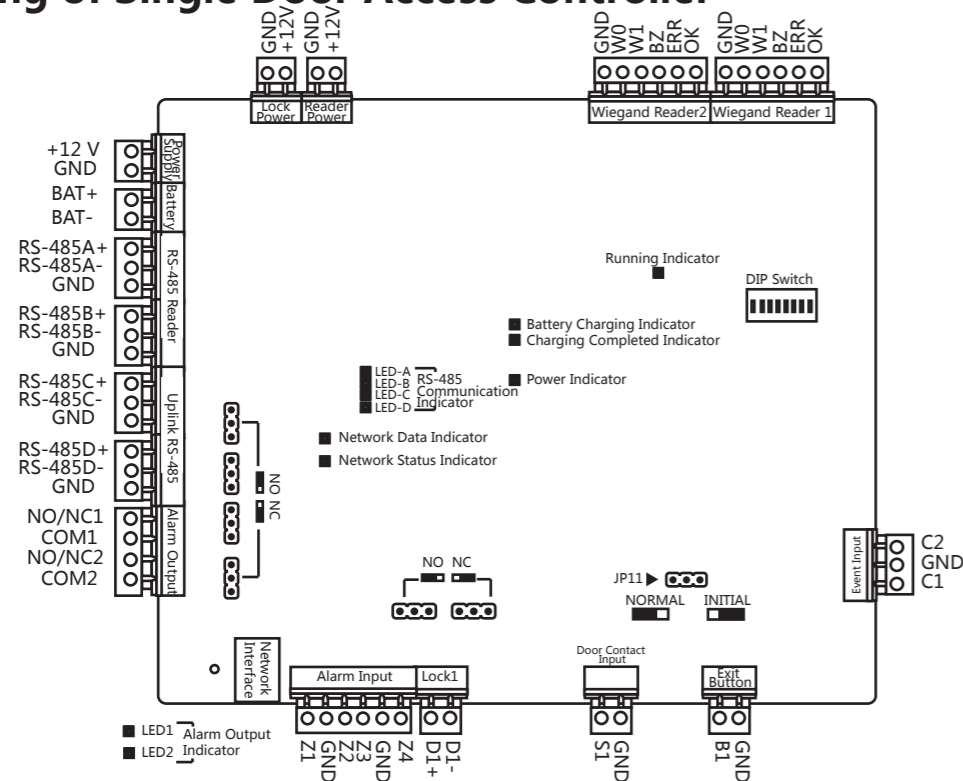 ng of Single Door Access Controller
GND
+12V
GND
+12V
GND
W0
W1
BZ
ERR
OK
GND
W0
W1
BZ
ERR
OK
Lock
Power
Reader
Power
Wiegand Reader2
Wiegand Reader 1
+12 V
GND
Power
Supply
BAT+
BAT-
Battery
RS-485A+
RS-485A-
GND
RS-485B+
RS-485B-
GND
RS-485 Reader
RS-485C+
RS-485C-
GND
RS-485D+
RS-485D-
GND
Uplink RS-485
NO/NC1
COM1
NO/NC2
COM2
Alarm Output
Running Indicator
DIP Switch
Battery Charging Indicator
Charging Completed Indicator
Power Indicator
LED-A
LED-B
LED-C
LED-D
RS-485
Communication
Indicator
Network Data Indicator
Network Status Indicator
NO
NC
NO NC
JP11
NORMAL
INITIAL
Event Input
C2
GND
C1
Network
Interface
Alarm Input
Lock1
Door Contact
Input
Exit
Button
Z1
GND
Z2
Z3
GND
Z4
D1+
D1-
S1
GND
B1
GND
LED1
LED2
Alarm Output
Indicator